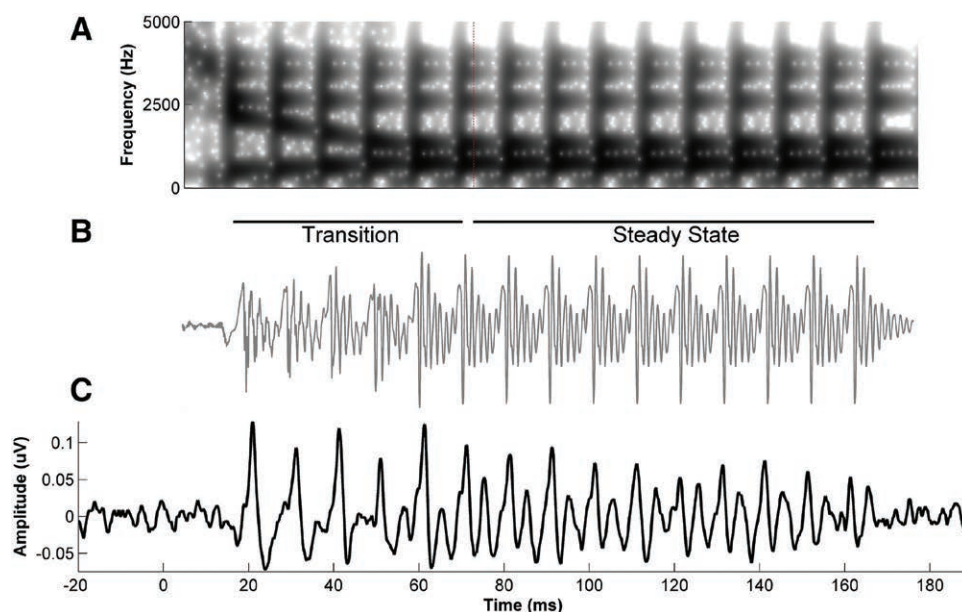 A
5000
Frequency (Hz)
2500
0
B
Transition Steady State
C
Amplitude (uV)
0.1
0.05
0
-0.05
-20 0 20 40 60 80 100 120 140 160 180
Time (ms)